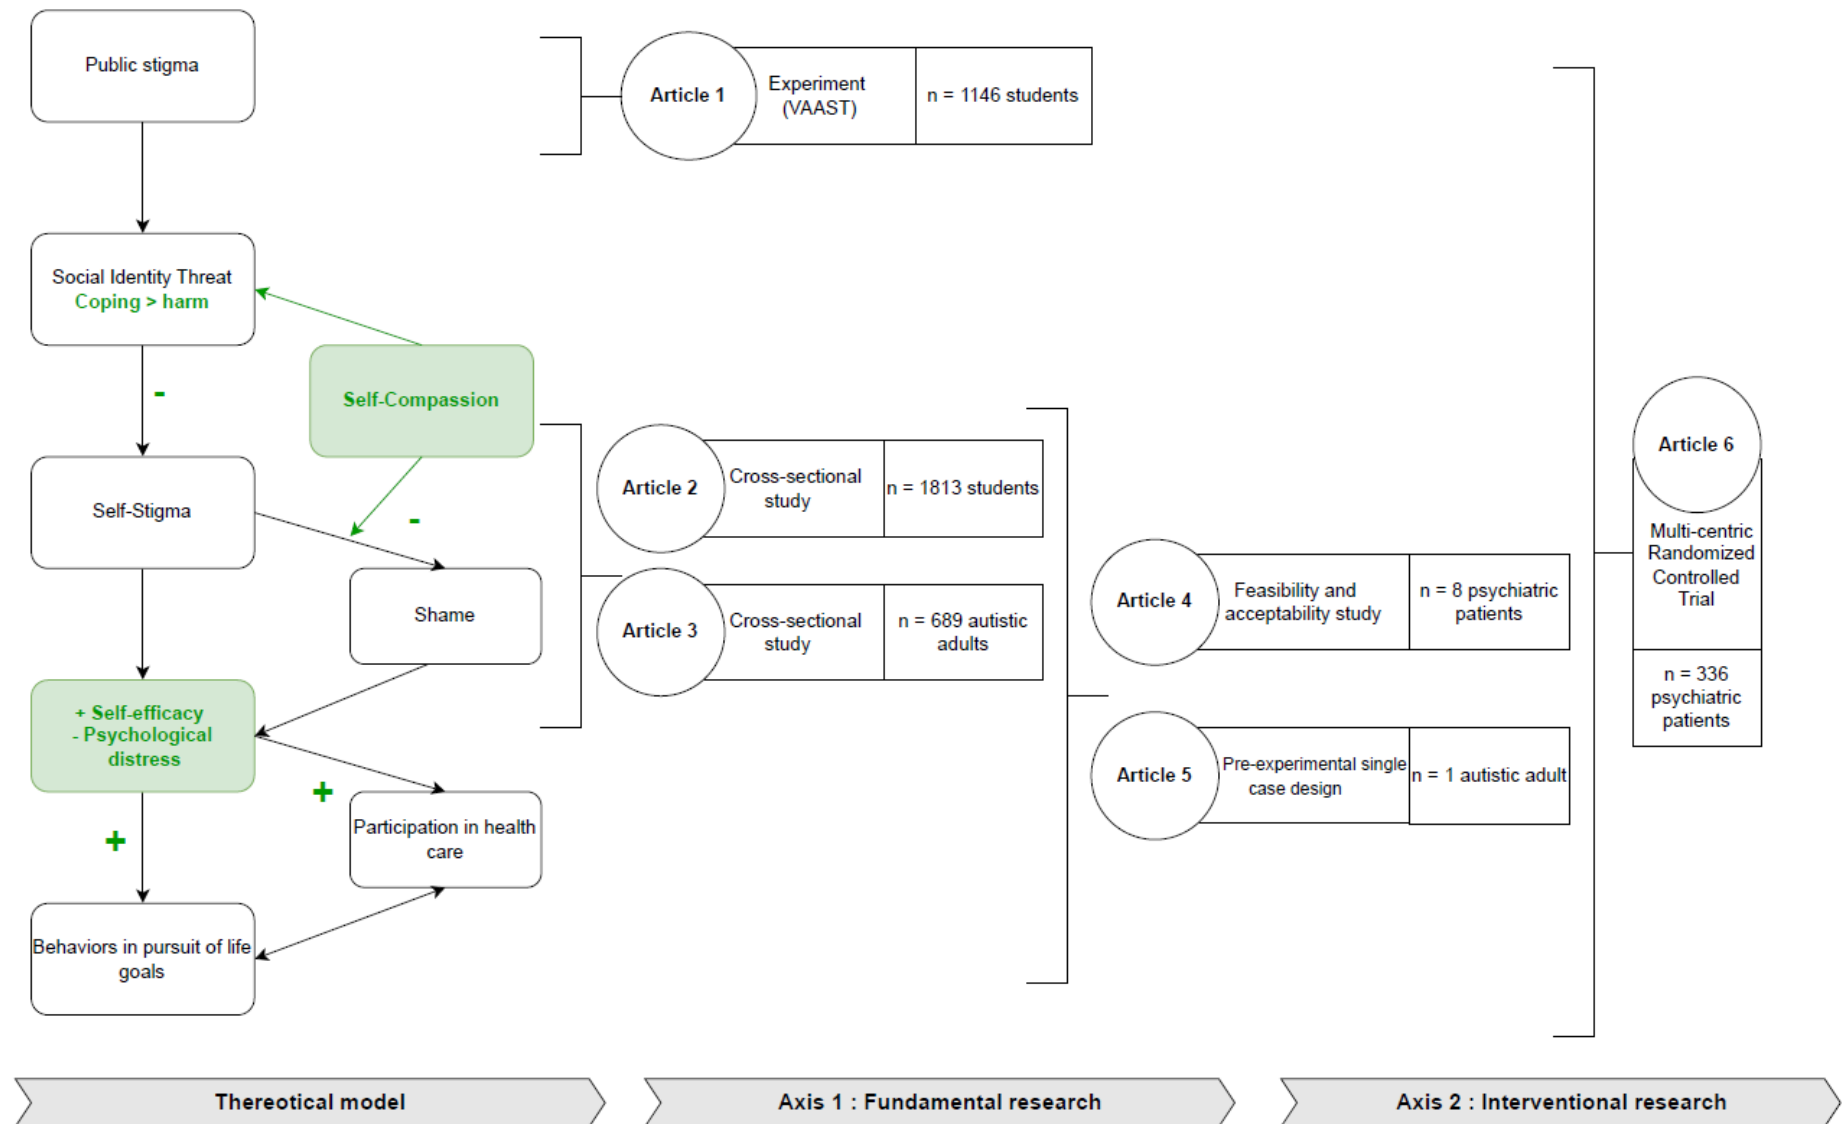 Public stigma
Social Identity Threat
Coping > harm
-
Self-Compassion
Self-Stigma
-
Shame
+ Self-efficacy
- Psychological
distress
+
Participation in health
care
+
Behaviors in pursuit of life
goals
Article 1
Experiment
(VAAST)
n = 1146 students
Article 2
Cross-sectional
study
n = 1813 students
Article 3
Cross-sectional
study
n = 689 autistic
adults
Article 4
Feasibility and
acceptability study
n = 8 psychiatric
patients
Article 5
Pre-experimental single
case design
n = 1 autistic adult
Article 6
Multi-centric
Randomized
Controlled
Trial
n = 336
psychiatric
patients
Thereotical model
Axis 1 : Fundamental research
Axis 2 : Interventional research